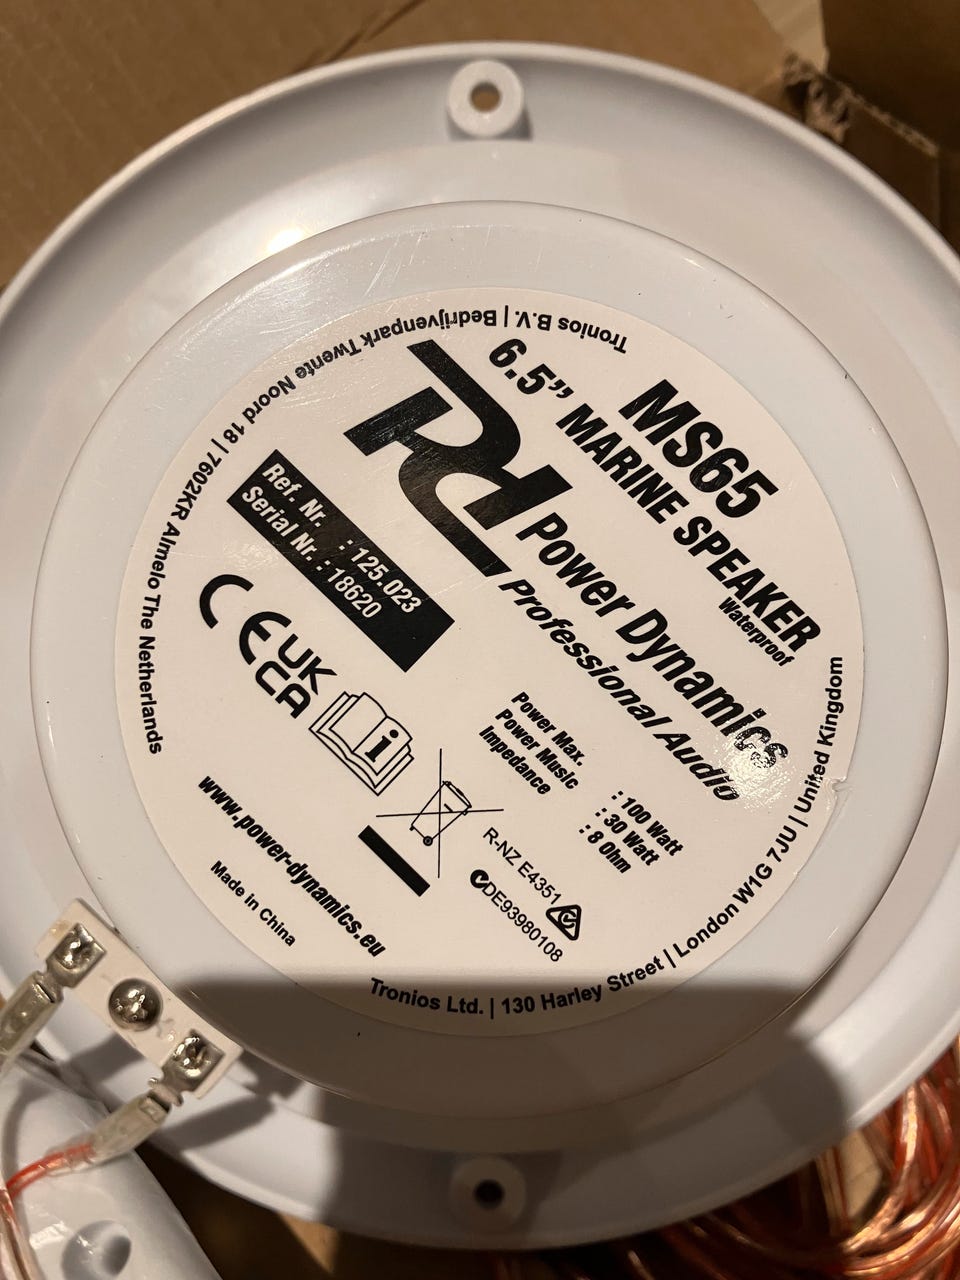 MS65
6.5” MARINE SPEAKER
Waterproof
Pd Power Dynamics
Professional Audio
Ref. Nr. : 125.023
Serial Nr. : 18620
Power Max. : 100 Watt
Power Music : 30 Watt
Impedance : 8 Ohm
CE UK CA
i
R-NZ E4351
DE93980108
www.power-dynamics.eu
Made in China
Tronios B.V. | Bedrijvenpark Twente Noord 18 | 7602KR Almelo The Netherlands
Tronios Ltd. | 130 Harley Street | London W1G 7JU | United Kingdom